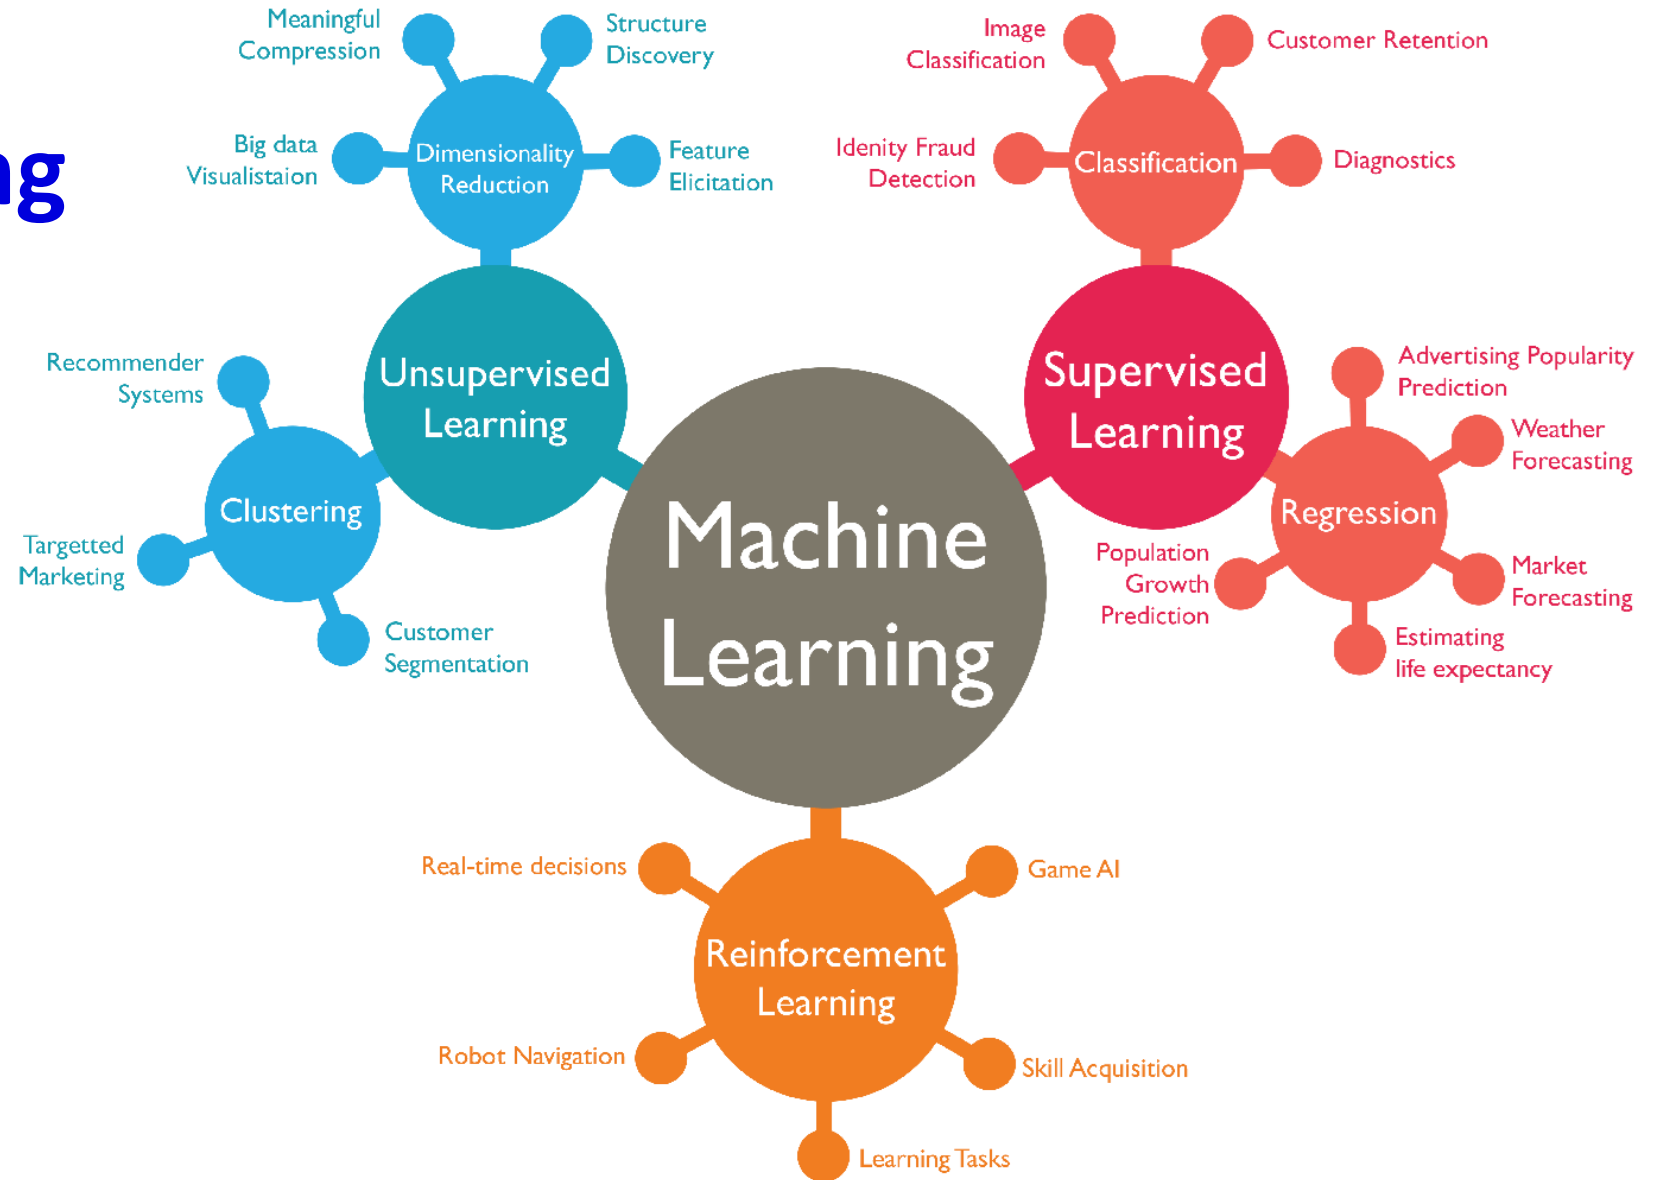 ng
Meaningful
Compression
Structure
Discovery
Big data
Visualistaion
Dimensionality
Reduction
Feature
Elicitation
Image
Classification
Customer Retention
Idenity Fraud
Detection
Classification
Diagnostics
Recommender
Systems
Unsupervised
Learning
Clustering
Targetted
Marketing
Customer
Segmentation
Machine
Learning
Supervised
Learning
Advertising Popularity
Prediction
Weather
Forecasting
Regression
Population
Growth
Prediction
Market
Forecasting
Estimating
life expectancy
Real-time decisions
Game AI
Reinforcement
Learning
Robot Navigation
Skill Acquisition
Learning Tasks